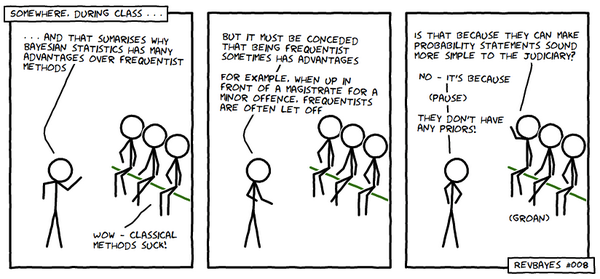 SOMEWHERE, DURING CLASS . . .
. . . AND THAT SUMARISES WHY
BAYESIAN STATISTICS HAS MANY
ADVANTAGES OVER FREQUENTIST
METHODS
WOW - CLASSICAL
METHODS SUCK!
BUT IT MUST BE CONCEDED
THAT BEING FREQUENTIST
SOMETIMES HAS ADVANTAGES
FOR EXAMPLE, WHEN UP IN
FRONT OF A MAGISTRATE FOR A
MINOR OFFENCE, FREQUENTISTS
ARE OFTEN LET OFF
IS THAT BECAUSE THEY CAN MAKE
PROBABILITY STATEMENTS SOUND
MORE SIMPLE TO THE JUDICIARY?
NO - IT'S BECAUSE
(PAUSE)
THEY DON'T HAVE
ANY PRIORS!
(GROAN)
REVBAYES #008